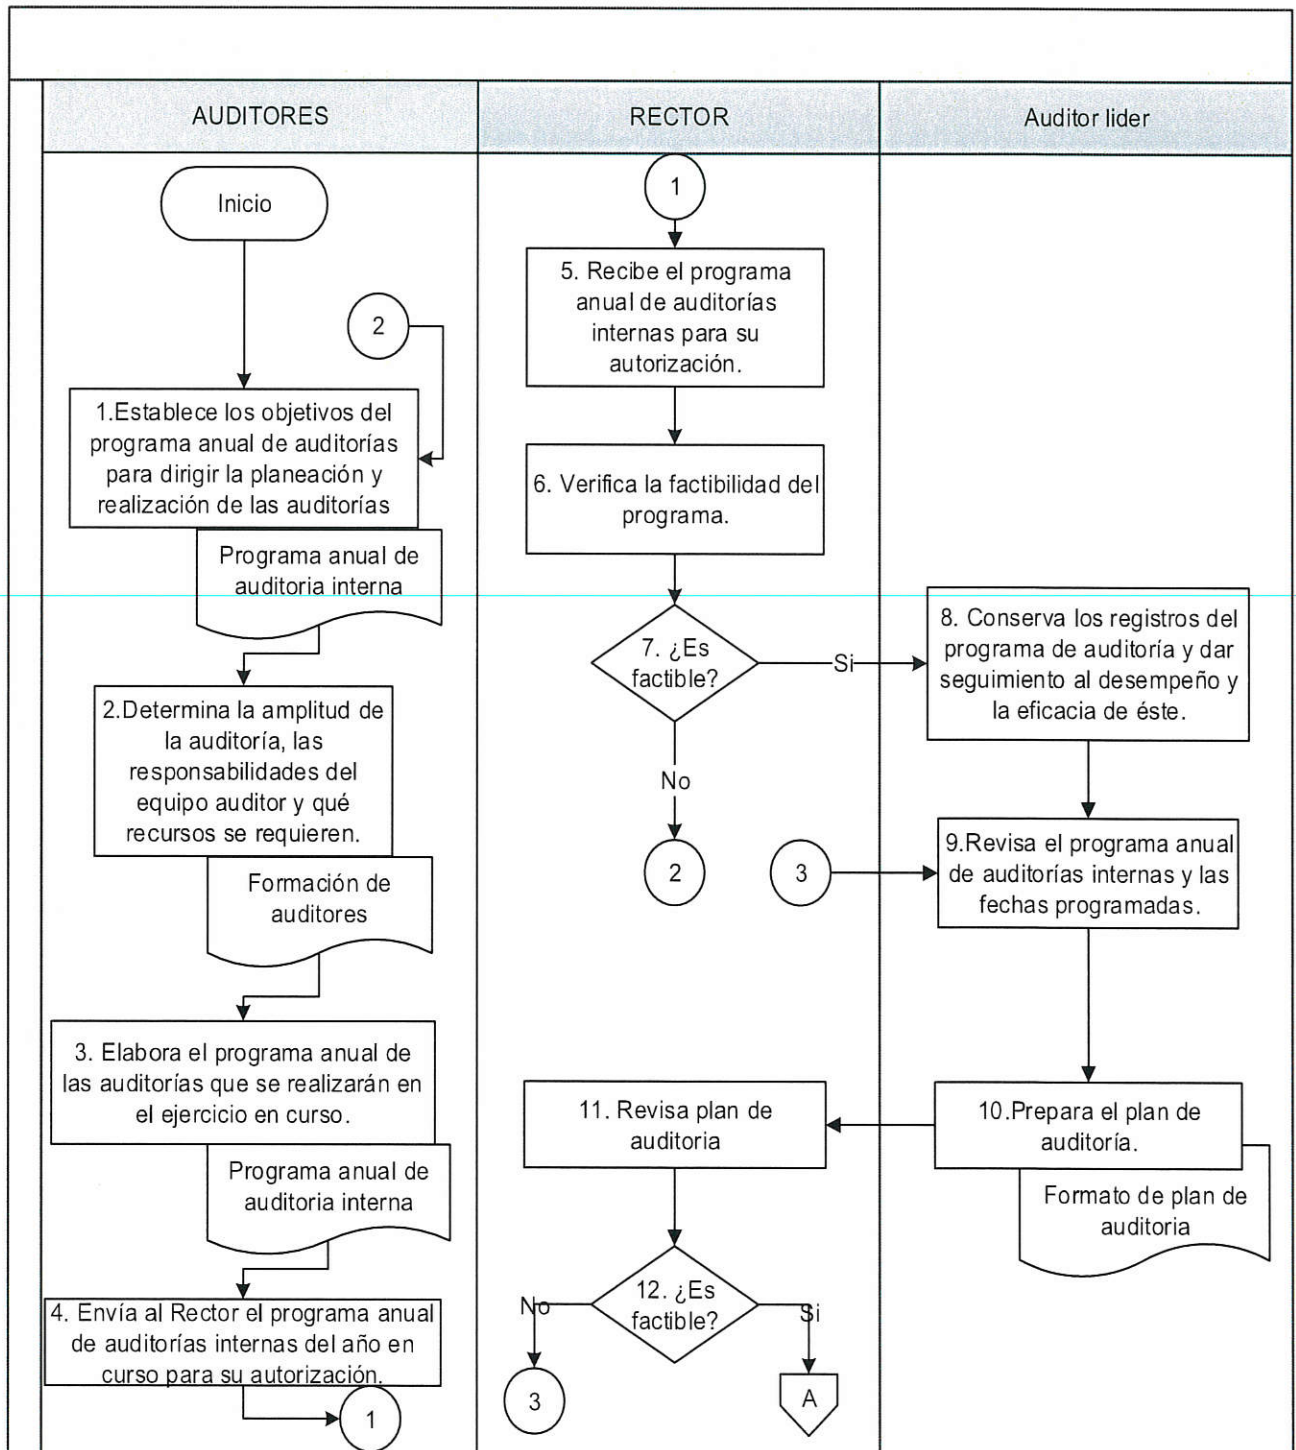 AUDITORES
RECTOR
Auditor lider
Inicio
2
1.Establece los objetivos del
programa anual de auditorías
para dirigir la planeación y
realización de las auditorías
Programa anual de
auditoria interna
2.Determina la amplitud de
la auditoría, las
responsabilidades del
equipo auditor y qué
recursos se requieren.
Formación de
auditores
3. Elabora el programa anual de
las auditorías que se realizarán en
el ejercicio en curso.
Programa anual de
auditoria interna
4. Envía al Rector el programa anual
de auditorías internas del año en
curso para su autorización.
1
1
5. Recibe el programa
anual de auditorías
internas para su
autorización.
6. Verifica la factibilidad del
programa.
7. ¿Es
factible?
Si
No
2
8. Conserva los registros del
programa de auditoría y dar
seguimiento al desempeño y
la eficacia de éste.
3
9.Revisa el programa anual
de auditorías internas y las
fechas programadas.
10.Prepara el plan de
auditoría.
Formato de plan de
auditoria
11. Revisa plan de
auditoria
12. ¿Es
factible?
No
Si
3
A